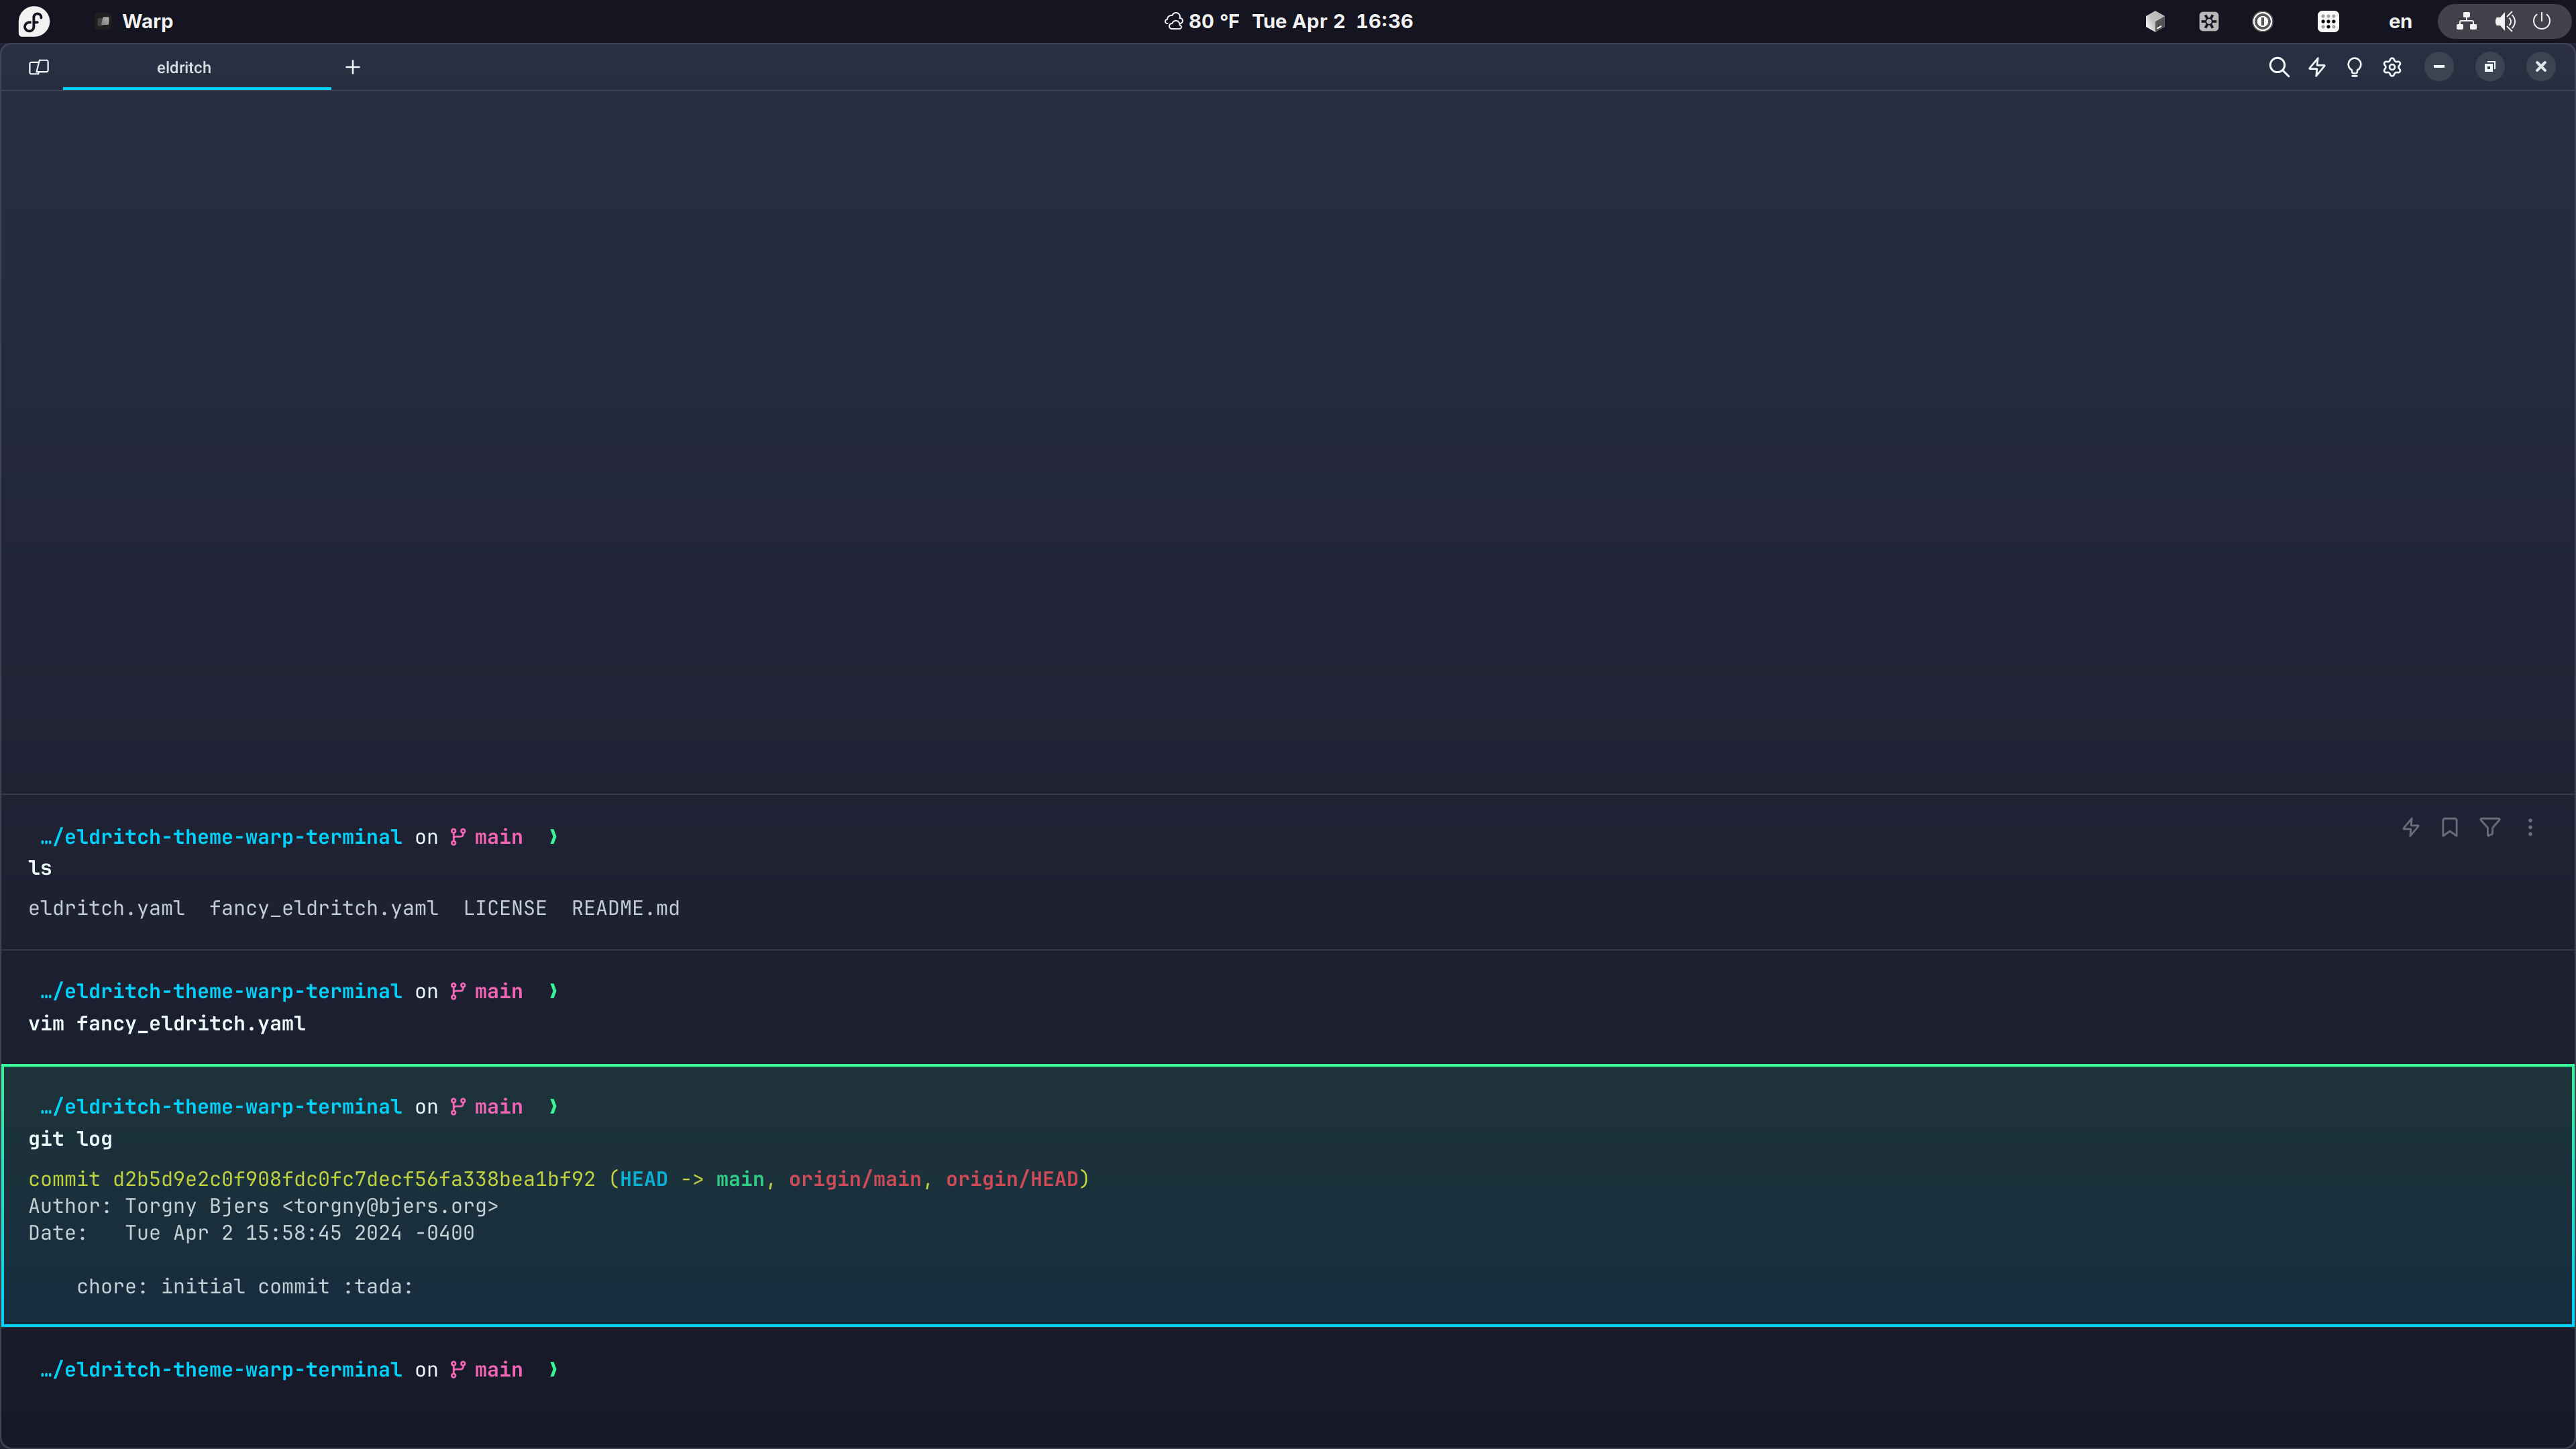 Warp
80 °F Tue Apr 2 16:36
en
eldritch
…/eldritch-theme-warp-terminal on main ❱
ls
eldritch.yaml  fancy_eldritch.yaml  LICENSE  README.md
…/eldritch-theme-warp-terminal on main ❱
vim fancy_eldritch.yaml
…/eldritch-theme-warp-terminal on main ❱
git log
commit d2b5d9e2c0f908fdc0fc7decf56fa338bea1bf92 (HEAD -> main, origin/main, origin/HEAD)
Author: Torgny Bjers <torgny@bjers.org>
Date:   Tue Apr 2 15:58:45 2024 -0400
    chore: initial commit :tada:
…/eldritch-theme-warp-terminal on main ❱